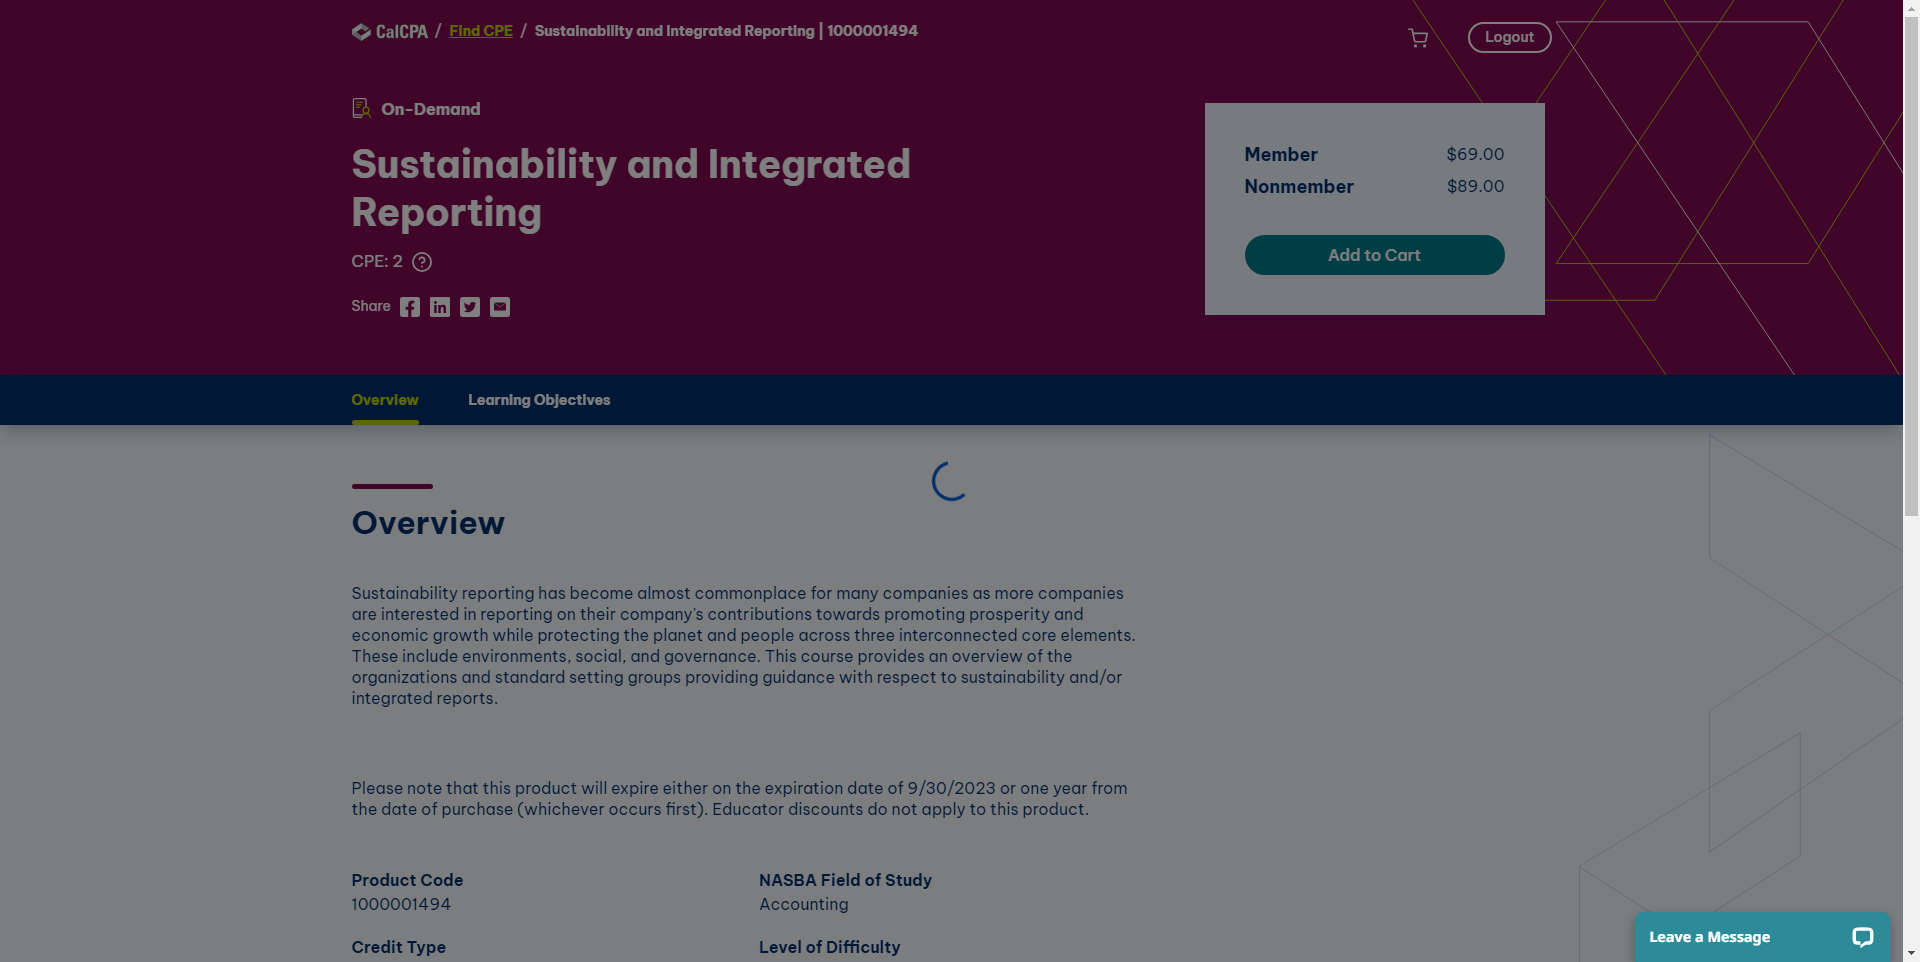 CalCPA / Find CPE / Sustainability and Integrated Reporting | 1000001494
Logout
On-Demand
Sustainability and Integrated
Reporting
CPE: 2
Share
Member $69.00
Nonmember $89.00
Add to Cart
Overview Learning Objectives
Overview
Sustainability reporting has become almost commonplace for many companies as more companies
are interested in reporting on their company's contributions towards promoting prosperity and
economic growth while protecting the planet and people across three interconnected core elements.
These include environments, social, and governance. This course provides an overview of the
organizations and standard setting groups providing guidance with respect to sustainability and/or
integrated reports.
Please note that this product will expire either on the expiration date of 9/30/2023 or one year from
the date of purchase (whichever occurs first). Educator discounts do not apply to this product.
Product Code
1000001494
NASBA Field of Study
Accounting
Credit Type
Level of Difficulty
Leave a Message